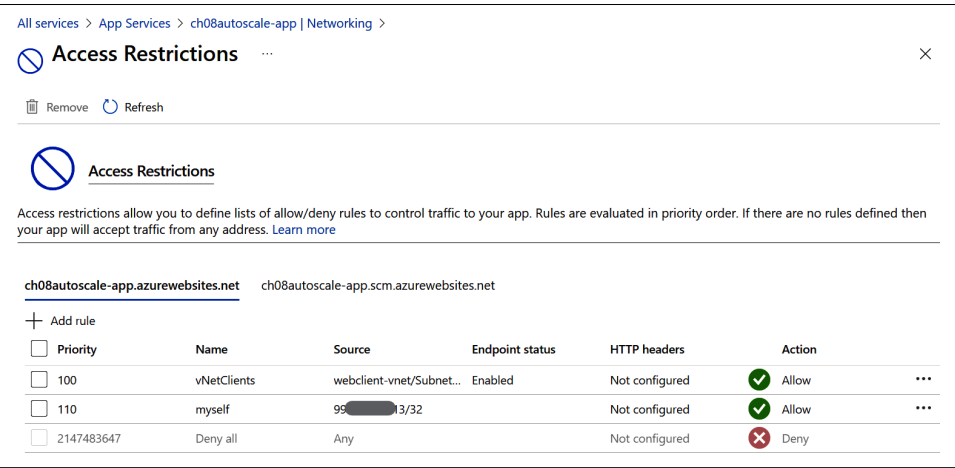 All services > App Services > ch08autoscale-app | Networking >
Access Restrictions ...
Remove Refresh
Access Restrictions
Access restrictions allow you to define lists of allow/deny rules to control traffic to your app. Rules are evaluated in priority order. If there are no rules defined then
your app will accept traffic from any address. Learn more
ch08autoscale-app.azurewebsites.net ch08autoscale-app.scm.azurewebsites.net
+ Add rule
Priority Name Source Endpoint status HTTP headers Action
100 vNetClients webclient-vnet/Subnet... Enabled Not configured Allow
110 myself 99 13/32 Not configured Allow
2147483647 Deny all Any Not configured Deny